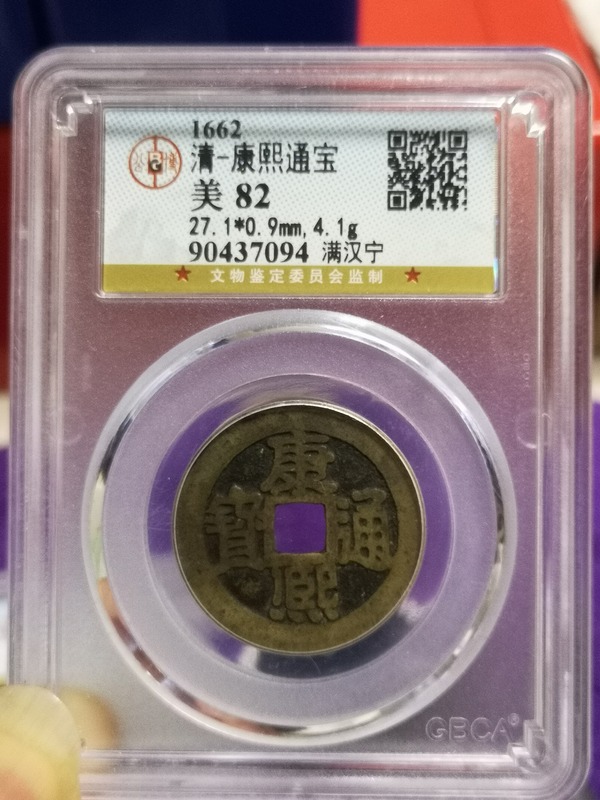 1662
清-康熙通宝
美 82
27.1*0.9mm,4.1g
90437094 满汉宁
★ 文物鉴定委员会监制 ★
康熙通寶
GBCA®